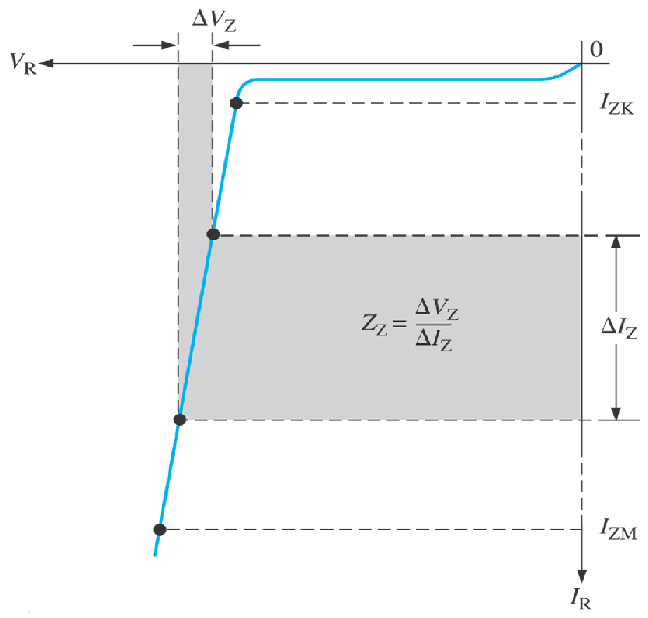 ΔV_Z
V_R
0
I_ZK
Z_Z = ΔV_Z / ΔI_Z
ΔI_Z
I_ZM
I_R